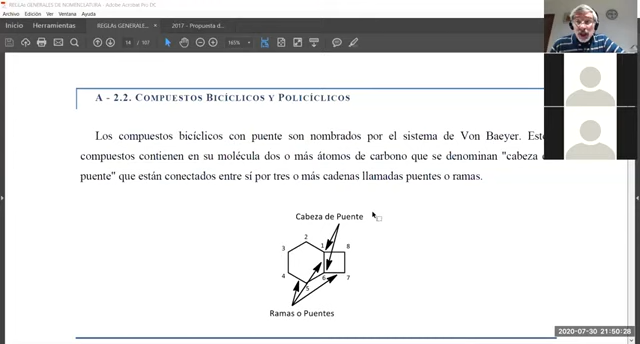 REGLAs GENERALES DE NOMENCLATURA - Adobe Acrobat Pro DC
Archivo Edición Ver Ventana Ayuda
Inicio Herramientas REGLAs GENERALES... × 2017 - Propuesta d...
14 / 107 165%
A - 2.2. COMPUESTOS BICÍCLICOS Y POLICÍCLICOS
Los compuestos bicíclicos con puente son nombrados por el sistema de Von Baeyer. Esto
compuestos contienen en su molécula dos o más átomos de carbono que se denominan "cabeza
puente" que están conectados entre sí por tres o más cadenas llamadas puentes o ramas.
Cabeza de Puente
2
3 1 8
4 6 7
5
Ramas o Puentes
2020-07-30 21:50:28